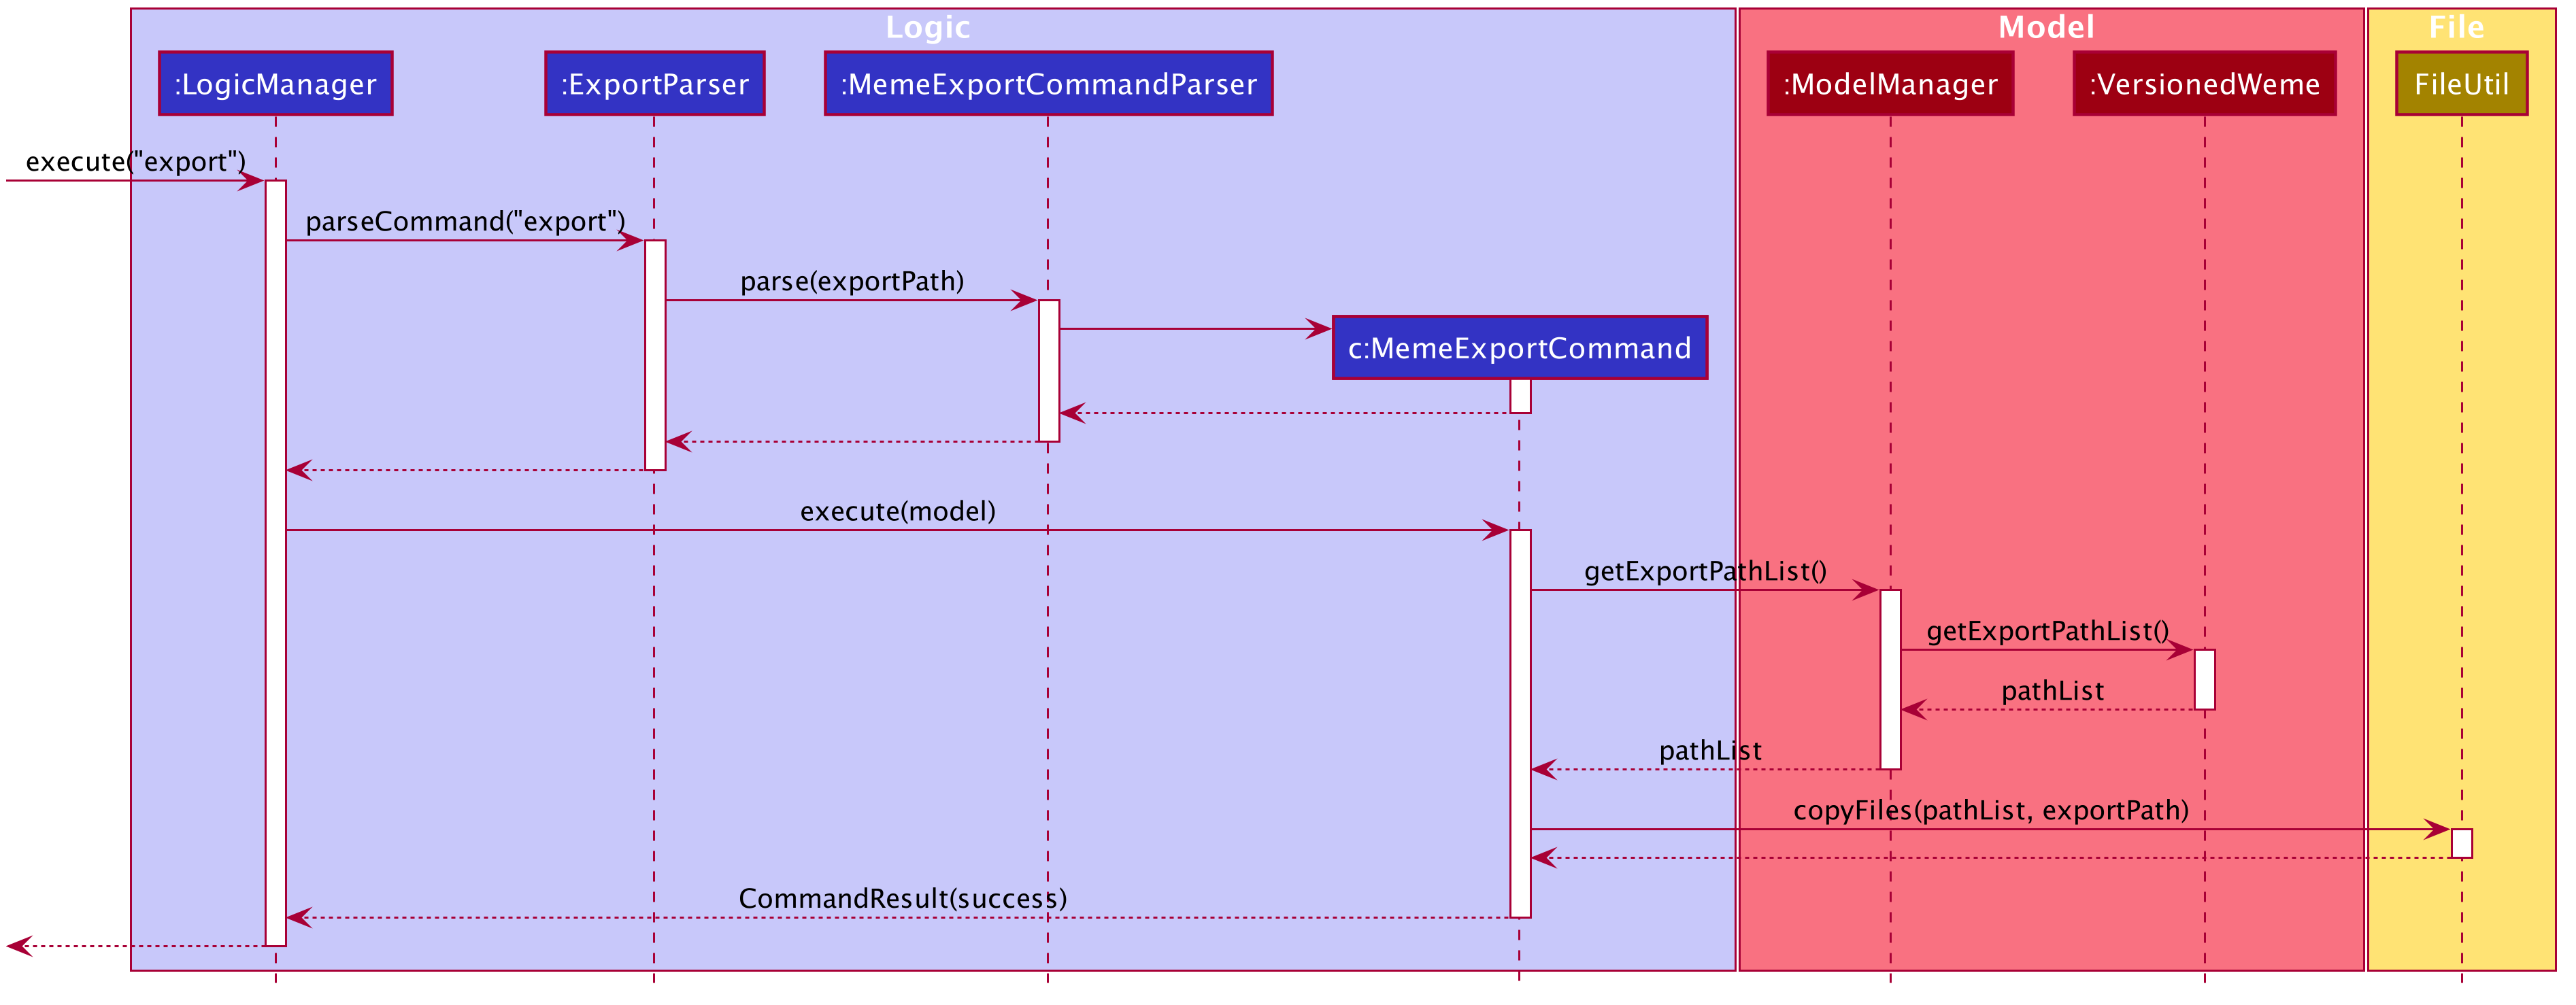 Logic
Model
File
:LogicManager
:ExportParser
:MemeExportCommandParser
:ModelManager
:VersionedWeme
FileUtil
execute("export")
parseCommand("export")
parse(exportPath)
c:MemeExportCommand
execute(model)
getExportPathList()
getExportPathList()
pathList
pathList
copyFiles(pathList, exportPath)
CommandResult(success)